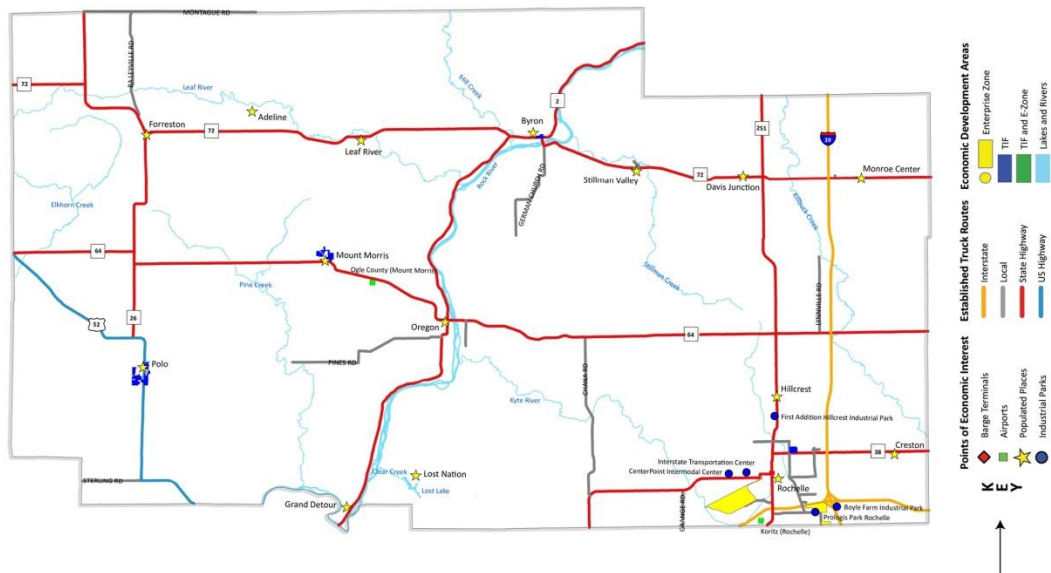 MONTAGUE RD
BAILEYVILLE RD
72
Leaf River
Adeline
Forreston
72
Leaf River
Mill Creek
2
Byron
Rock River
GERMAN CHURCH RD
Stillman Valley
72
Davis Junction
251
39
Monroe Center
Killbuck Creek
Elkhorn Creek
64
Mount Morris
Ogle County (Mount Morris)
Pine Creek
Stillman Creek
LINNVILLE RD
52
26
Oregon
64
Polo
PINES RD
CHANA RD
Kyte River
Hillcrest
First Addition Hillcrest Industrial Park
38
Creston
Interstate Transportation Center
CenterPoint Intermodal Center
Rochelle
Clear Creek
Lost Nation
Lost Lake
STERLING RD
Grand Detour
GRANGE RD
Boyle Farm Industrial Park
Prologis Park Rochelle
Koritz (Rochelle)
KEY
Points of Economic Interest
Barge Terminals
Airports
Populated Places
Industrial Parks
Established Truck Routes
Interstate
Local
State Highway
US Highway
Economic Development Areas
Enterprise Zone
TIF
TIF and E-Zone
Lakes and Rivers